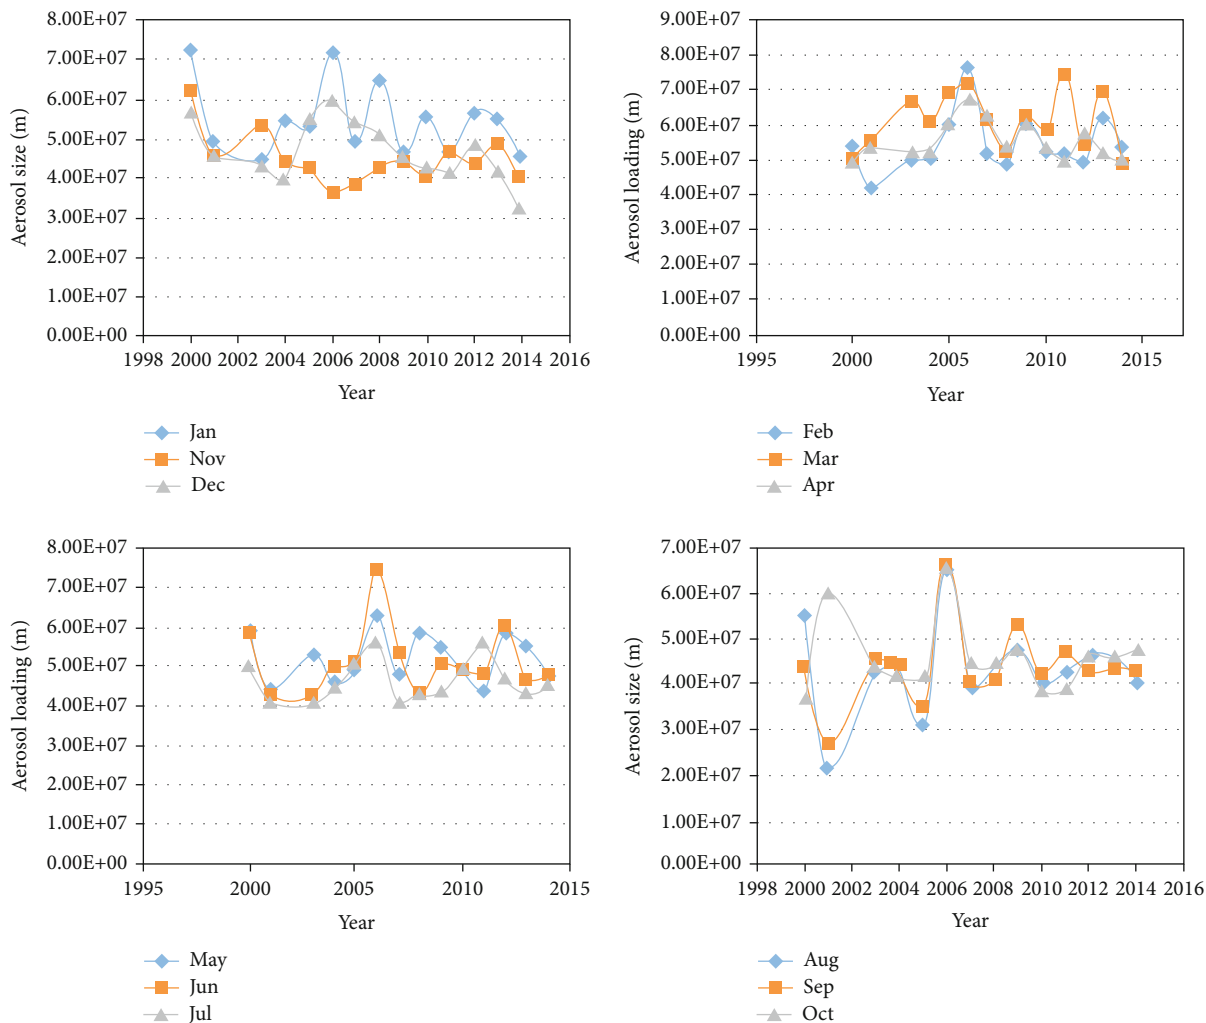 8.00E+07
7.00E+07
6.00E+07
5.00E+07
4.00E+07
3.00E+07
2.00E+07
1.00E+07
0.00E+00
Aerosol size (m)
1998 2000 2002 2004 2006 2008 2010 2012 2014 2016
Year
Jan
Nov
Dec
9.00E+07
8.00E+07
7.00E+07
6.00E+07
5.00E+07
4.00E+07
3.00E+07
2.00E+07
1.00E+07
0.00E+00
Aerosol loading (m)
1995 2000 2005 2010 2015
Year
Feb
Mar
Apr
8.00E+07
7.00E+07
6.00E+07
5.00E+07
4.00E+07
3.00E+07
2.00E+07
1.00E+07
0.00E+00
Aerosol loading (m)
1995 2000 2005 2010 2015
Year
May
Jun
Jul
7.00E+07
6.00E+07
5.00E+07
4.00E+07
3.00E+07
2.00E+07
1.00E+07
0.00E+00
Aerosol size (m)
1998 2000 2002 2004 2006 2008 2010 2012 2014 2016
Year
Aug
Sep
Oct